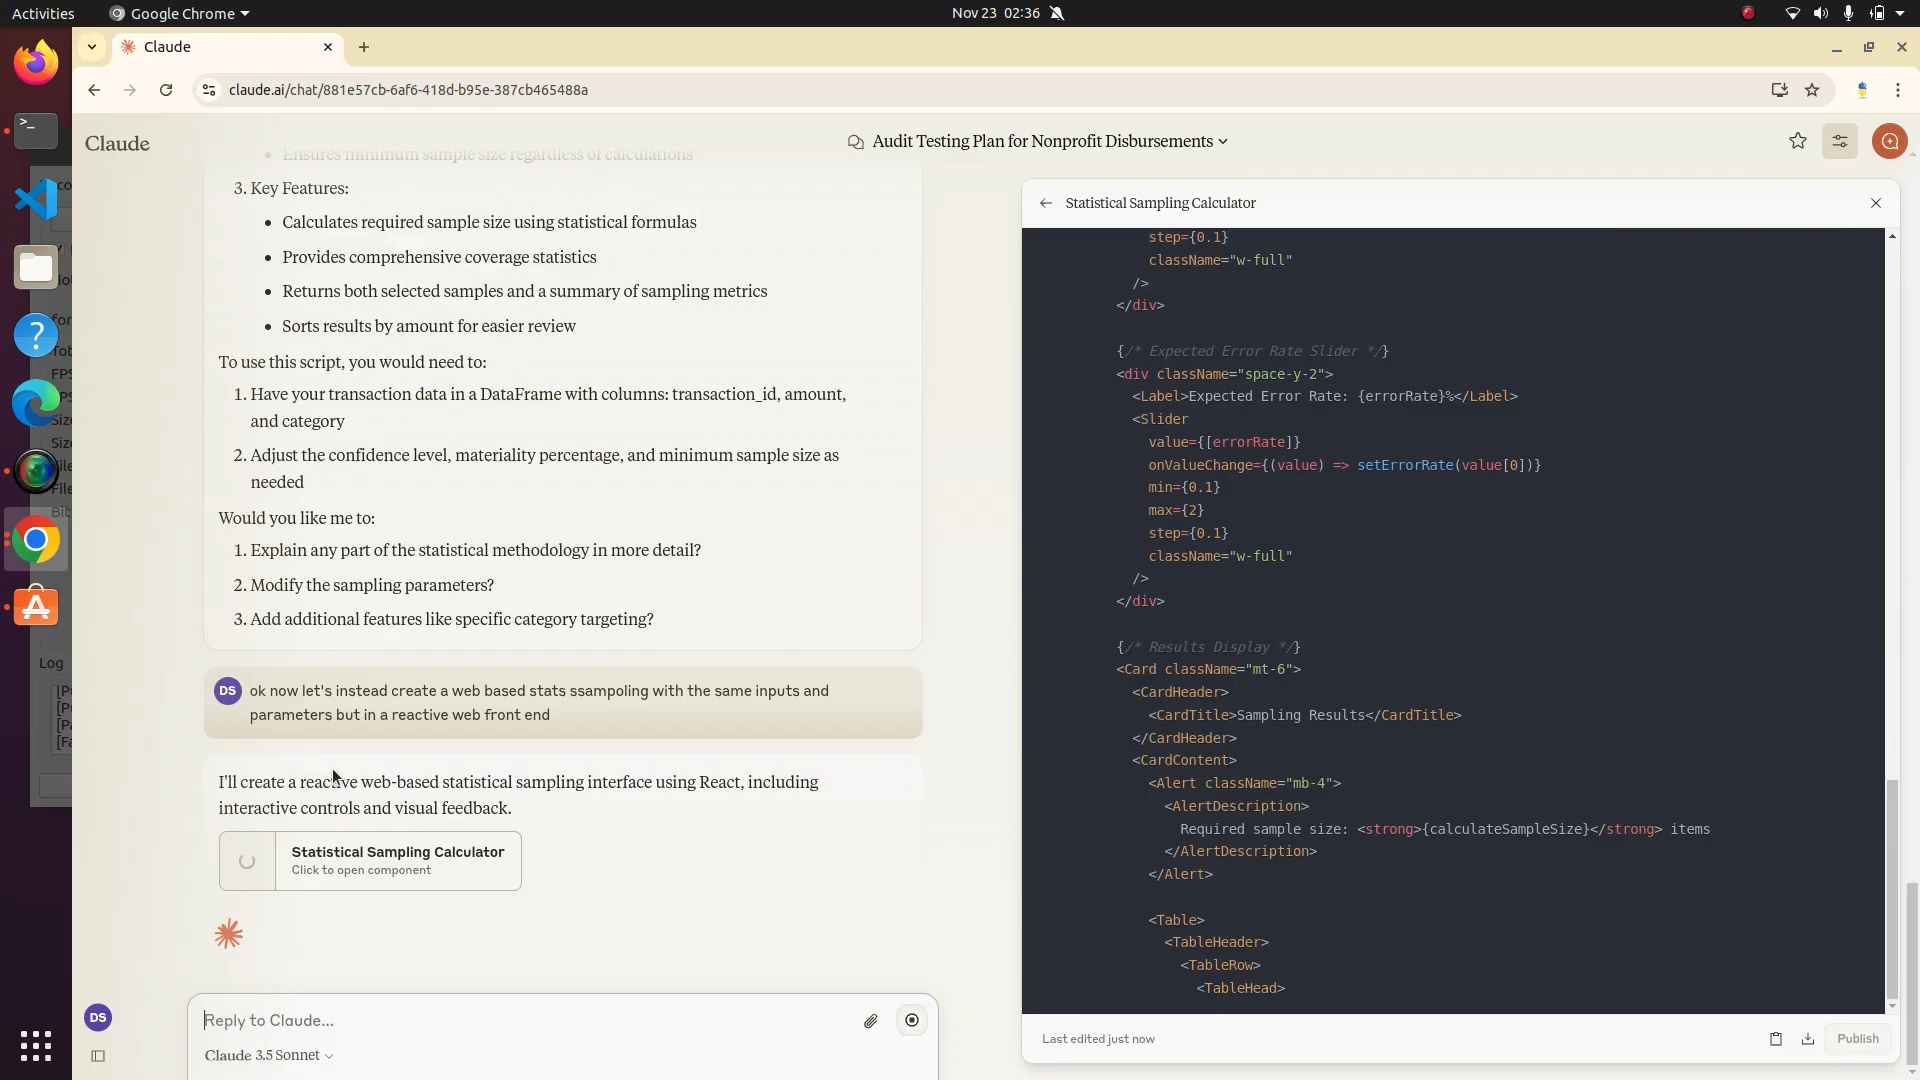 Activities
Google Chrome
Nov 23 02:36
Claude
claude.ai/chat/881e57cb-6af6-418d-b95e-387cb465488a
Claude
Audit Testing Plan for Nonprofit Disbursements
• Ensures minimum sample size regardless of calculations
3. Key Features:
• Calculates required sample size using statistical formulas
• Provides comprehensive coverage statistics
• Returns both selected samples and a summary of sampling metrics
• Sorts results by amount for easier review
To use this script, you would need to:
1. Have your transaction data in a DataFrame with columns: transaction_id, amount,
and category
2. Adjust the confidence level, materiality percentage, and minimum sample size as
needed
Would you like me to:
1. Explain any part of the statistical methodology in more detail?
2. Modify the sampling parameters?
3. Add additional features like specific category targeting?
DS
ok now let's instead create a web based stats ssampoling with the same inputs and
parameters but in a reactive web front end
I'll create a reactive web-based statistical sampling interface using React, including
interactive controls and visual feedback.
Statistical Sampling Calculator
Click to open component
Reply to Claude...
Claude 3.5 Sonnet
DS
Log
Statistical Sampling Calculator
step={0.1}
className="w-full"
/>
</div>
{/* Expected Error Rate Slider */}
<div className="space-y-2">
<Label>Expected Error Rate: {errorRate}%</Label>
<Slider
value={[errorRate]}
onValueChange={(value) => setErrorRate(value[0])}
min={0.1}
max={2}
step={0.1}
className="w-full"
/>
</div>
{/* Results Display */}
<Card className="mt-6">
<CardHeader>
<CardTitle>Sampling Results</CardTitle>
</CardHeader>
<CardContent>
<Alert className="mb-4">
<AlertDescription>
Required sample size: <strong>{calculateSampleSize}</strong> items
</AlertDescription>
</Alert>
<Table>
<TableHeader>
<TableRow>
<TableHead>
Last edited just now
Publish